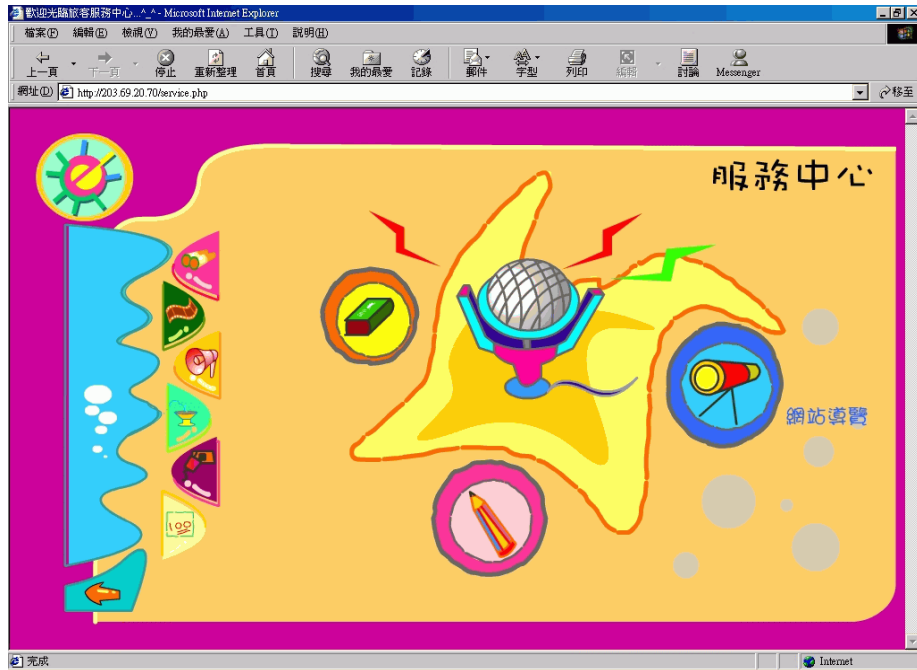 歡迎光臨旅客服務中心...^_^ - Microsoft Internet Explorer
檔案(F) 編輯(E) 檢視(V) 我的最愛(A) 工具(T) 說明(H)
上一頁 下一頁 停止 重新整理 首頁 搜尋 我的最愛 記錄 郵件 字型 列印 編輯 討論 Messenger
網址(D) http://203.69.20.70/service.php 移至
服務中心
網站導覽
100
完成 Internet